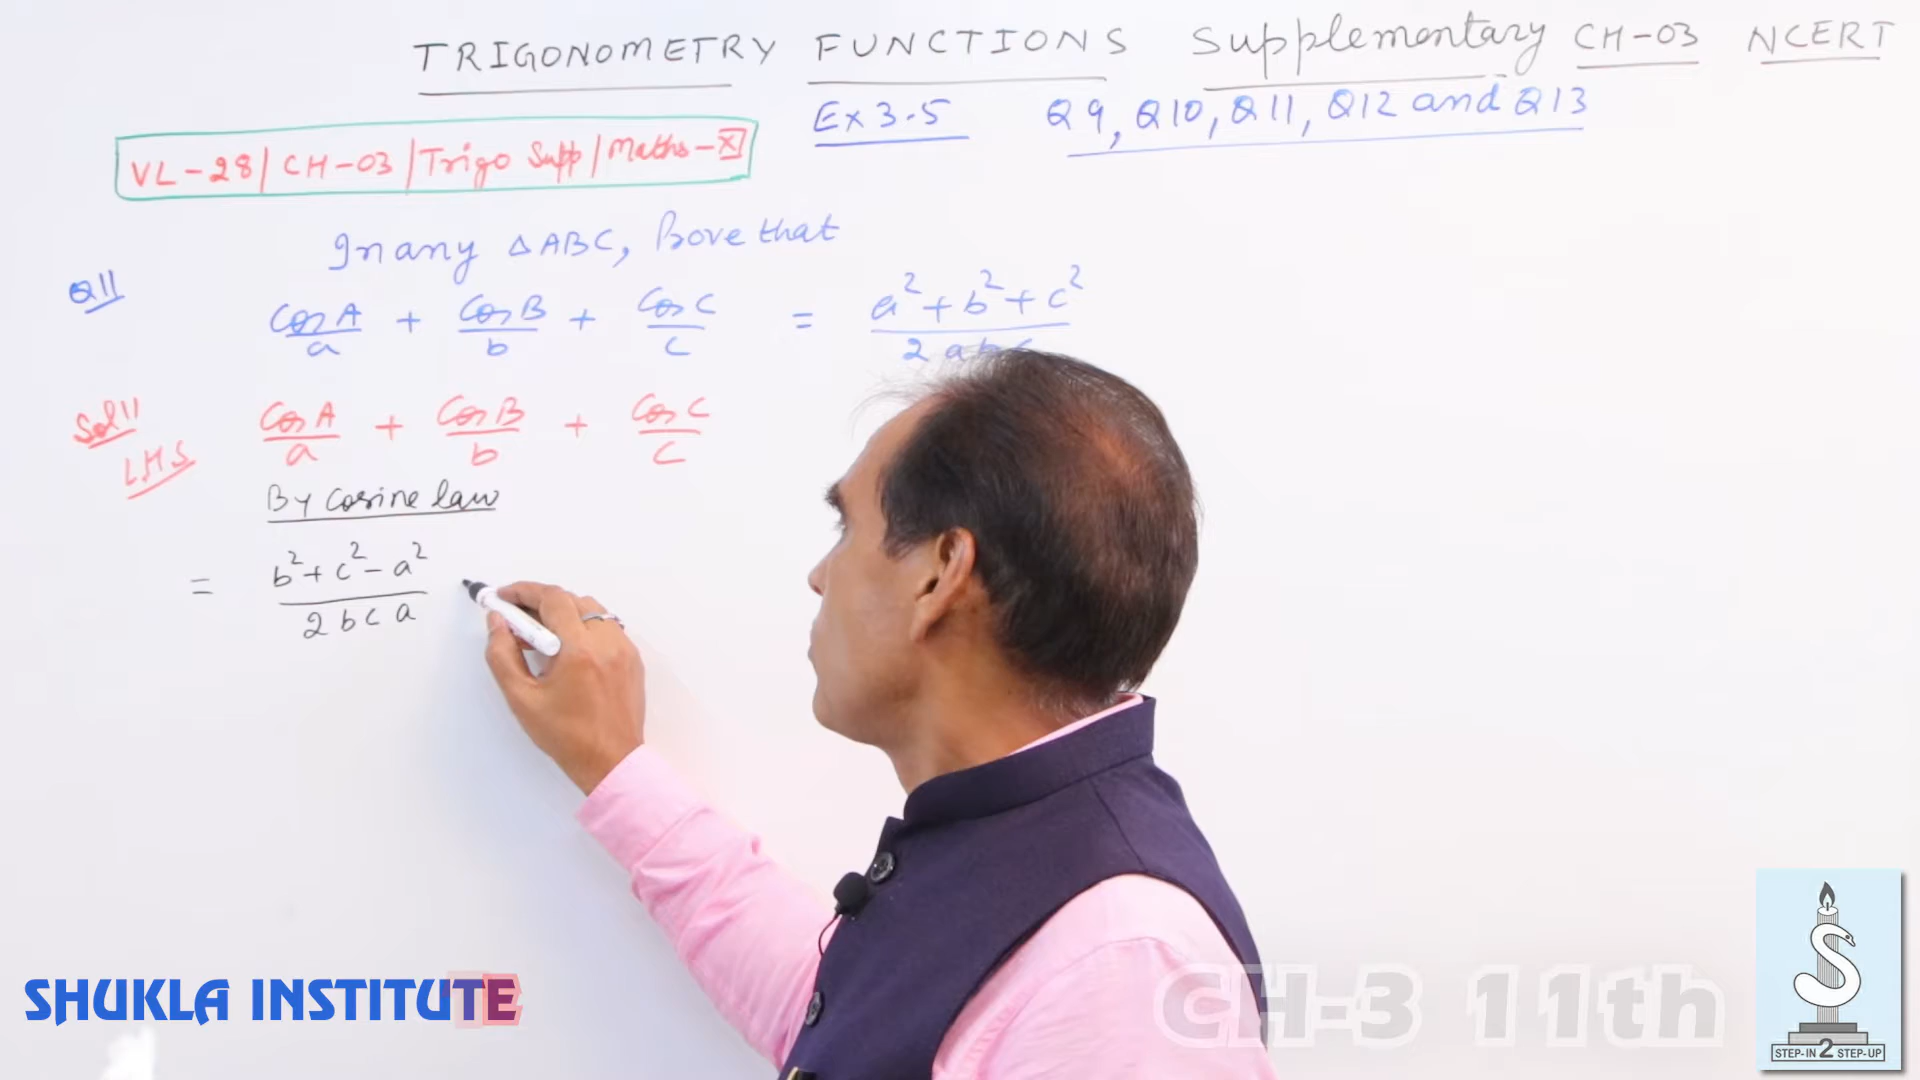 TRIGONOMETRY FUNCTIONS Supplementary CH-03 NCERT
Ex 3.5 Q9, Q10, Q11, Q12 and Q13
VL-28/CH-03/Trigo Supp/Maths-XI
In any △ABC, Prove that
Q11
CosA/a + CosB/b + CosC/c = a²+b²+c²/2abc
Sol11
LHS
CosA/a + CosB/b + CosC/c
By Cosine law
= b²+c²-a²/2bca
SHUKLA INSTITUTE
CH-3 11th
S
STEP-IN 2 STEP-UP